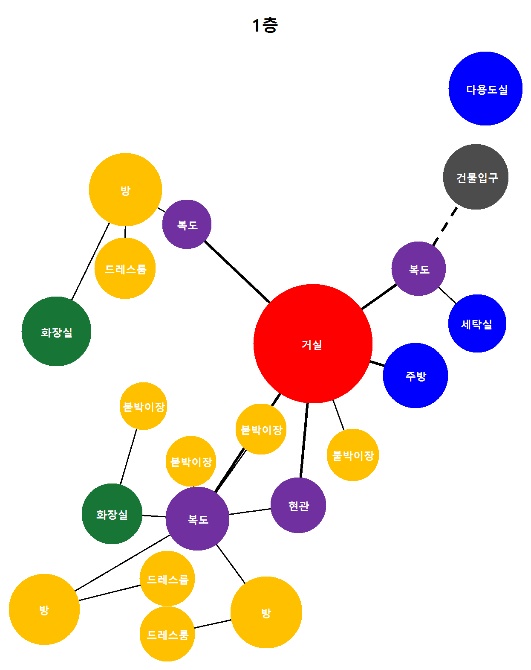 1층
다용도실
건물입구
방
복도
드레스룸
복도
화장실
세탁실
거실
주방
붙박이장
붙박이장
붙박이장
붙박이장
화장실
복도
현관
드레스룸
방
방
드레스룸